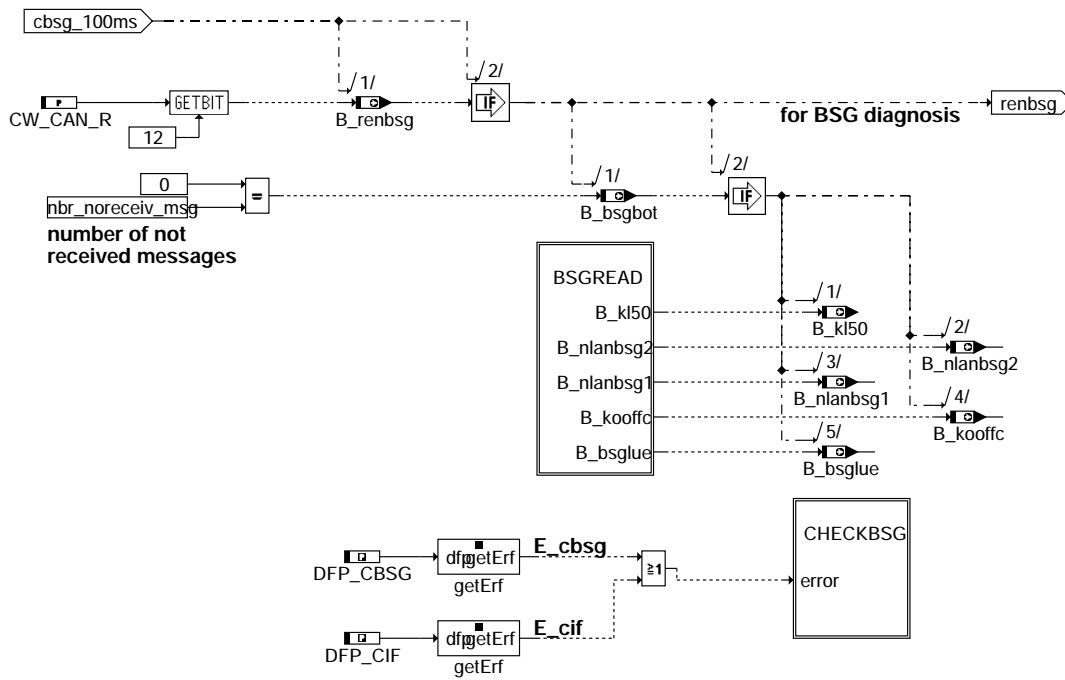 cbsg_100ms
/2/
/1/
CW_CAN_R
GETBIT
12
B_renbsg
IF
for BSG diagnosis
renbsg
0
nbr_noreceiv_msg
=
number of not
received messages
/1/
B_bsgbot
/2/
IF
BSGREAD
B_kl50
/1/
B_kl50
B_nlanbsg2
/2/
B_nlanbsg2
B_nlanbsg1
/3/
B_nlanbsg1
B_kooffc
/4/
B_kooffc
B_bsglue
/5/
B_bsglue
DFP_CBSG
dfpgetErf
getErf
E_cbsg
≥1
CHECKBSG
error
DFP_CIF
dfpgetErf
getErf
E_cif